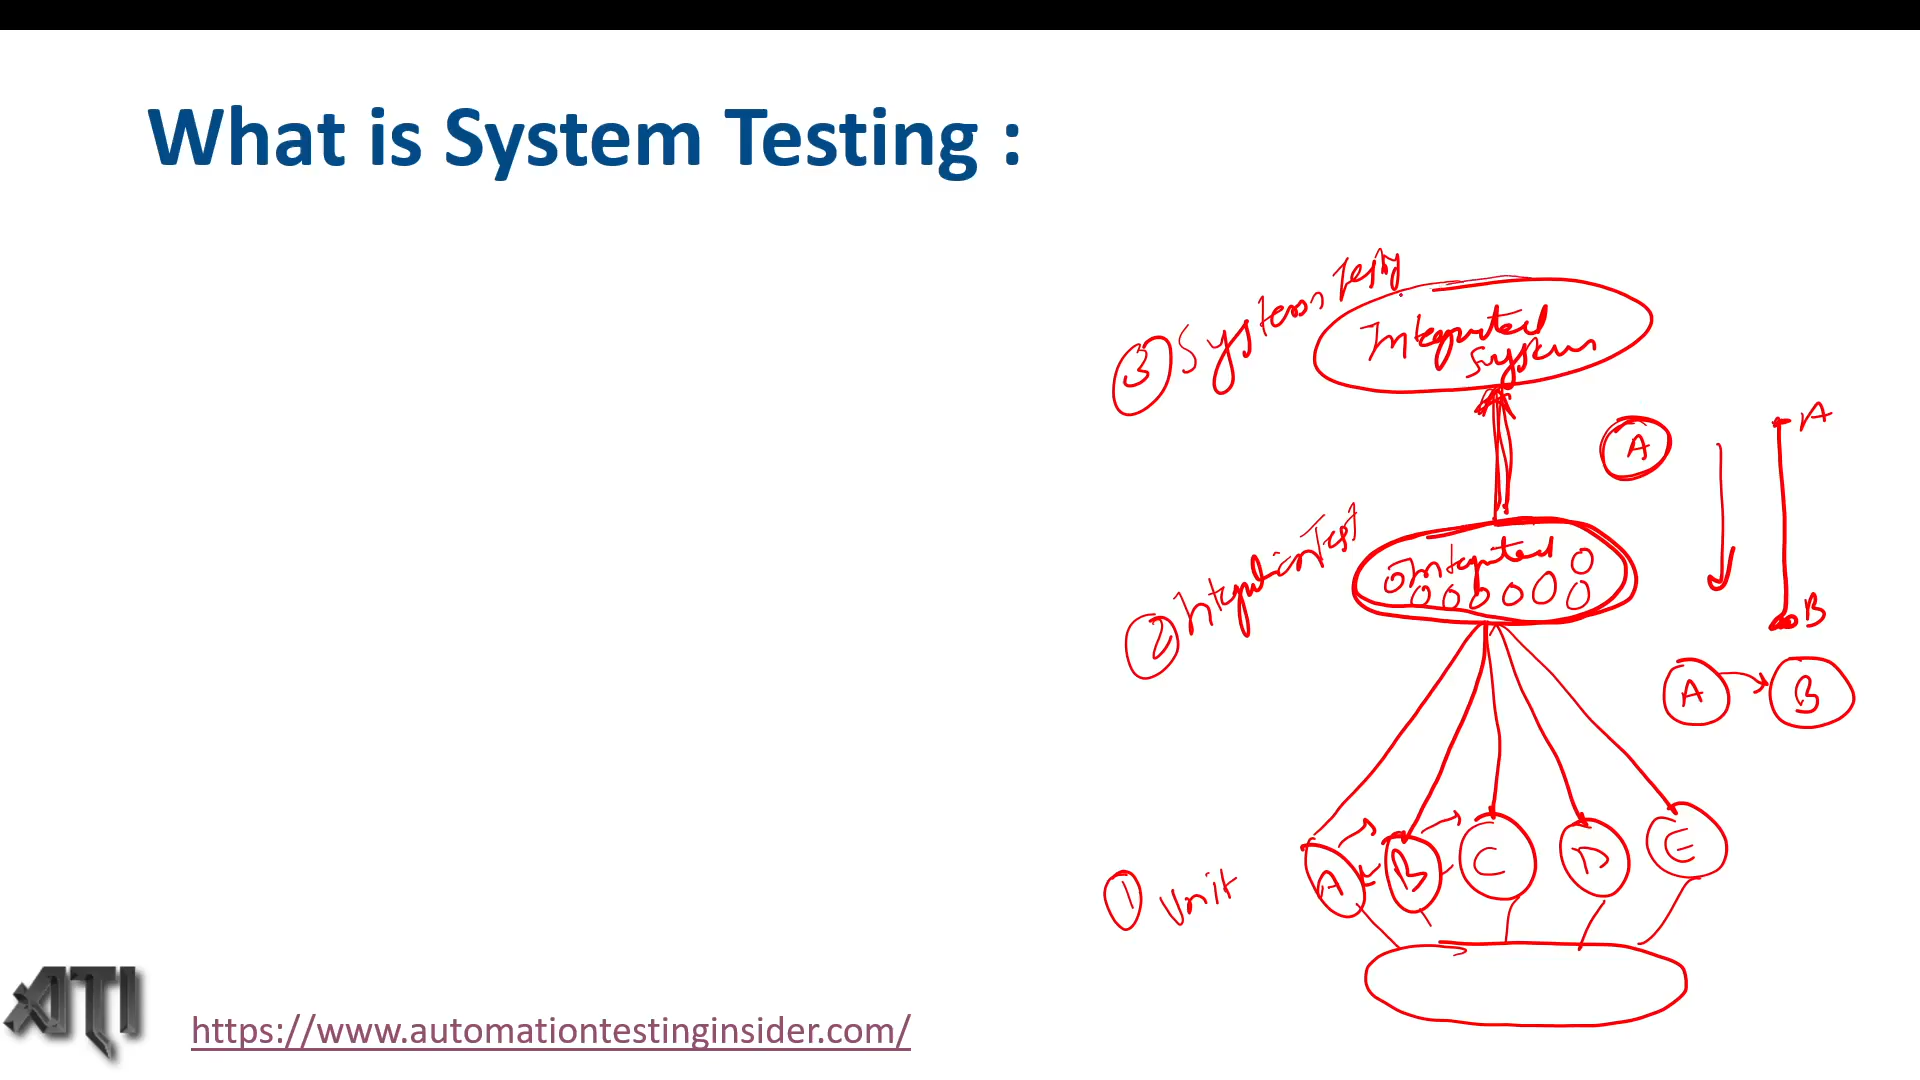 What is System Testing :
③ System Testing
Integrated
System
A
A
② Integration Test
Integrated
B
A
B
A
B
C
D
E
① Unit
ATI
https://www.automationtestinginsider.com/